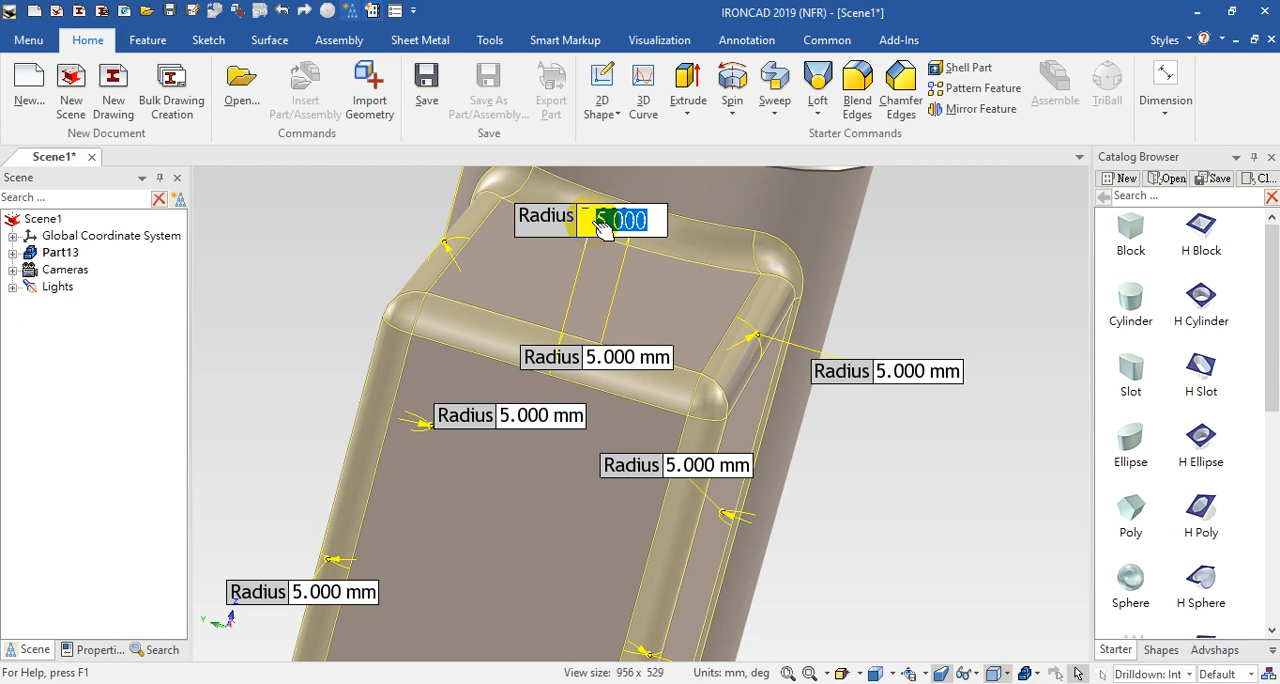 IRONCAD 2019 (NFR) - [Scene1*]
Menu Home Feature Sketch Surface Assembly Sheet Metal Tools Smart Markup Visualization Annotation Common Add-Ins Styles
New... New Scene New Drawing Bulk Drawing Creation
New Document
Open... Insert Part/Assembly Import Geometry
Commands
Save Save As Part/Assembly... Export Part
Save
2D Shape 3D Curve Extrude Spin Sweep Loft Blend Edges Chamfer Edges
Shell Part
Pattern Feature
Mirror Feature
Assemble TriBall
Starter Commands
Dimension
Scene1*
Scene
Search ...
Scene1
Global Coordinate System
Part13
Cameras
Lights
Scene Properti... Search
Radius 5.000
Radius 5.000 mm
Radius 5.000 mm
Radius 5.000 mm
Radius 5.000 mm
Radius 5.000 mm
Y Z
Catalog Browser
New Open Save Cl...
Search ...
Block H Block
Cylinder H Cylinder
Slot H Slot
Ellipse H Ellipse
Poly H Poly
Sphere H Sphere
Starter Shapes Advshaps
For Help, press F1
View size: 956 x 529
Units: mm, deg
Drilldown: Int
Default